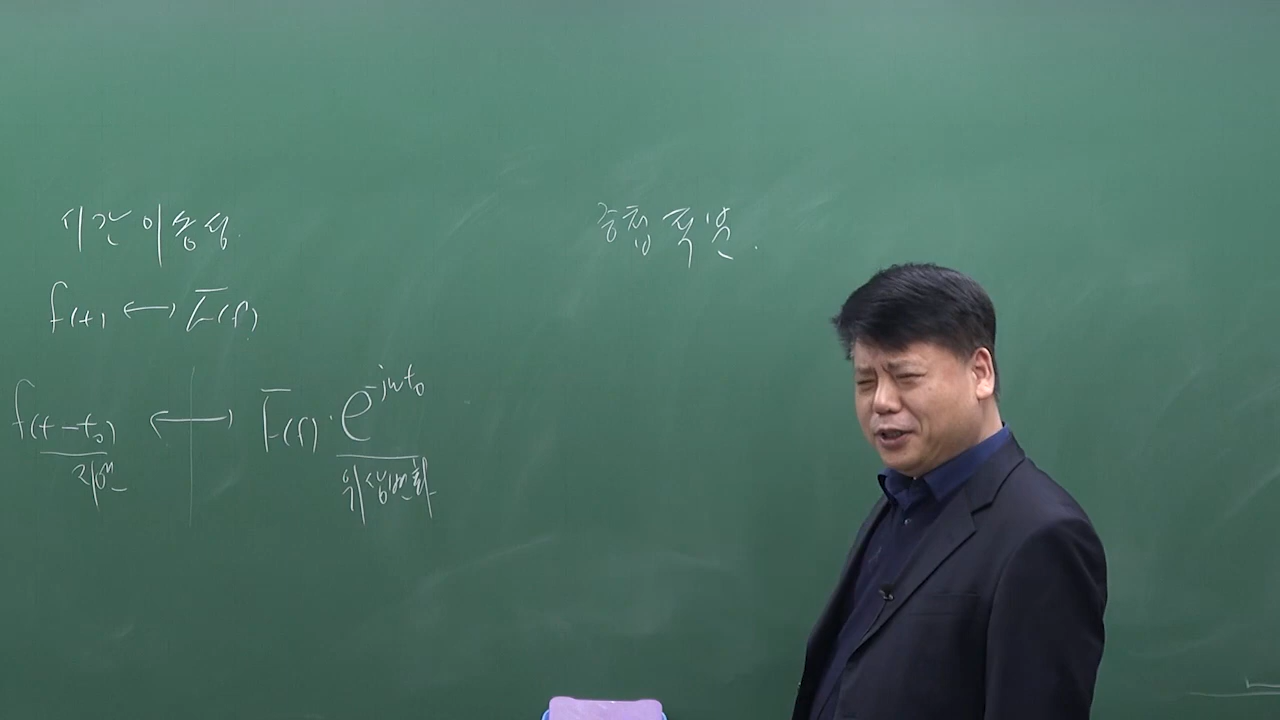 시간이동성.
f(t) ↔ F(f)
f(t-t₀) ↔ F(f)·e^-jωt₀
지연 위상변화
중첩적분.